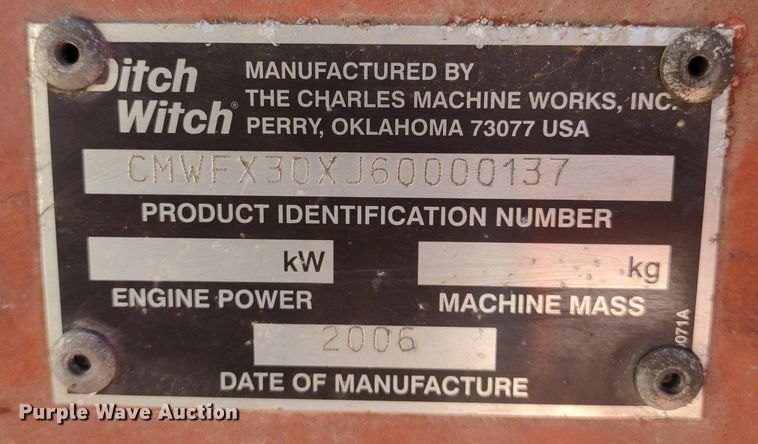 Ditch
Witch®
MANUFACTURED BY
THE CHARLES MACHINE WORKS, INC.
PERRY, OKLAHOMA 73077 USA
CMWFX30XJ60000137
PRODUCT IDENTIFICATION NUMBER
kW
kg
ENGINE POWER
MACHINE MASS
2006
DATE OF MANUFACTURE
071A
Purple Wave Auction